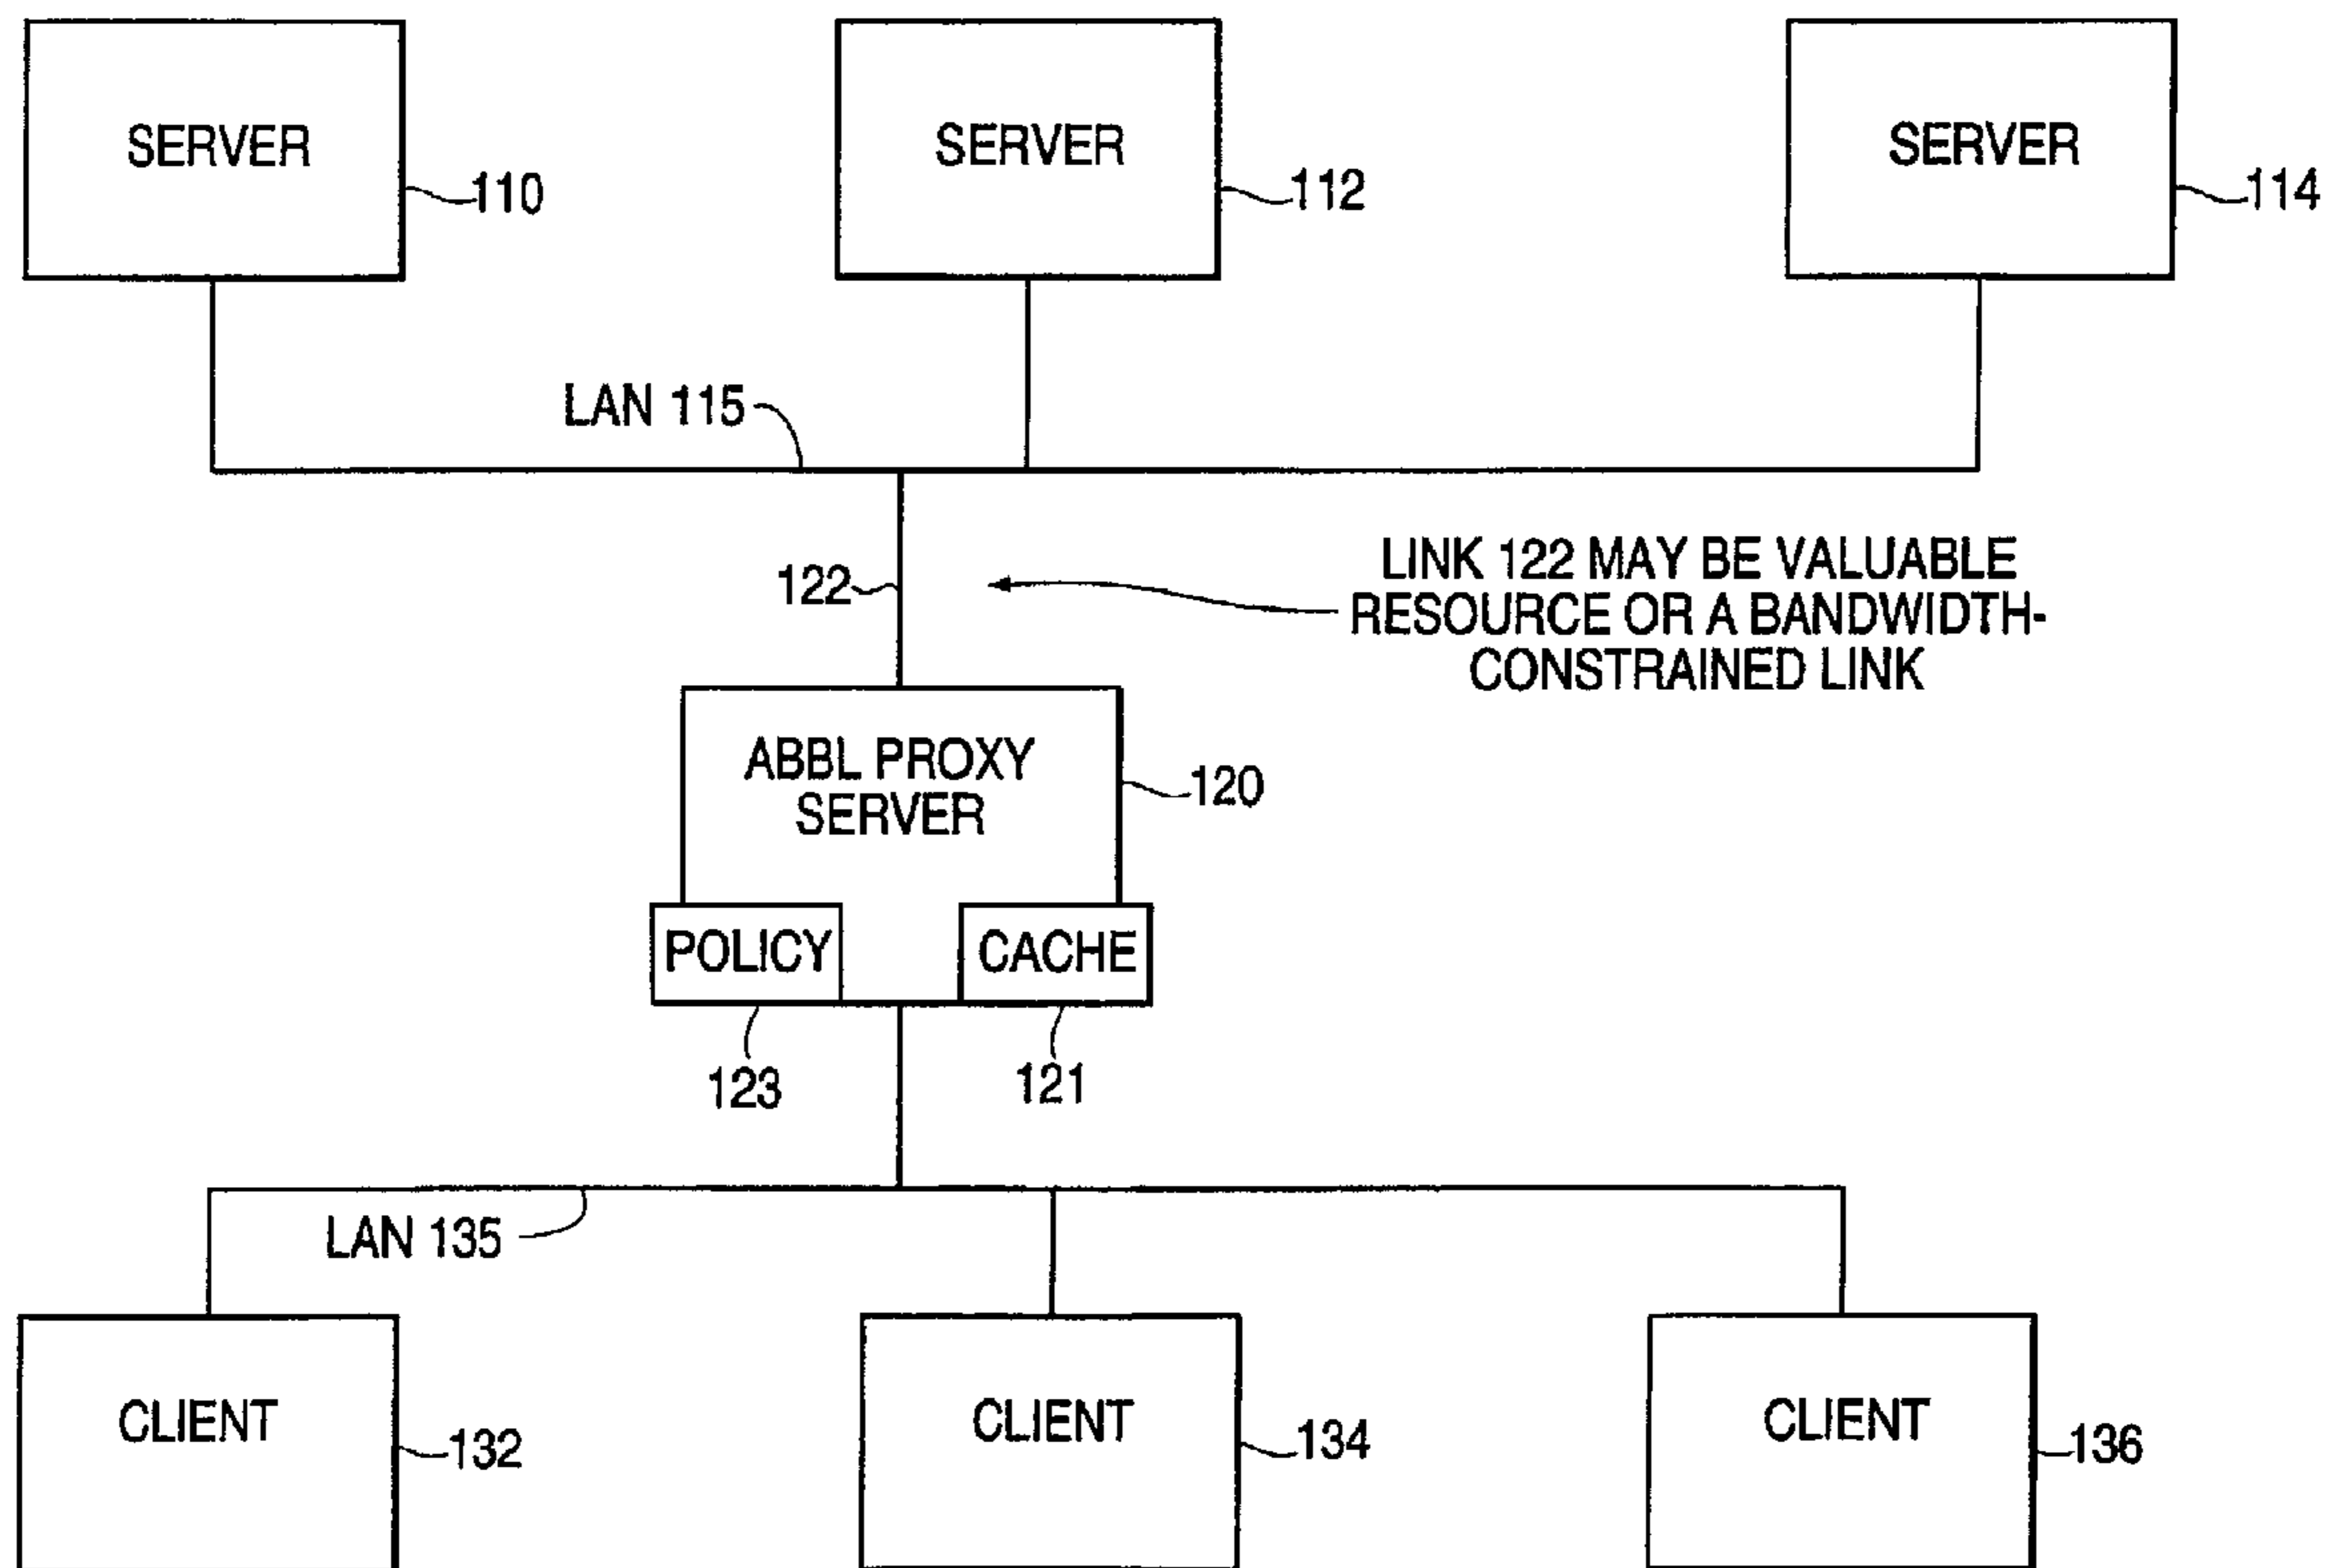 SERVER
110
SERVER
112
SERVER
114
LAN 115
122
LINK 122 MAY BE VALUABLE
RESOURCE OR A BANDWIDTH-
CONSTRAINED LINK
ABBL PROXY
SERVER
120
POLICY
CACHE
123
121
LAN 135
CLIENT
132
CLIENT
134
CLIENT
136